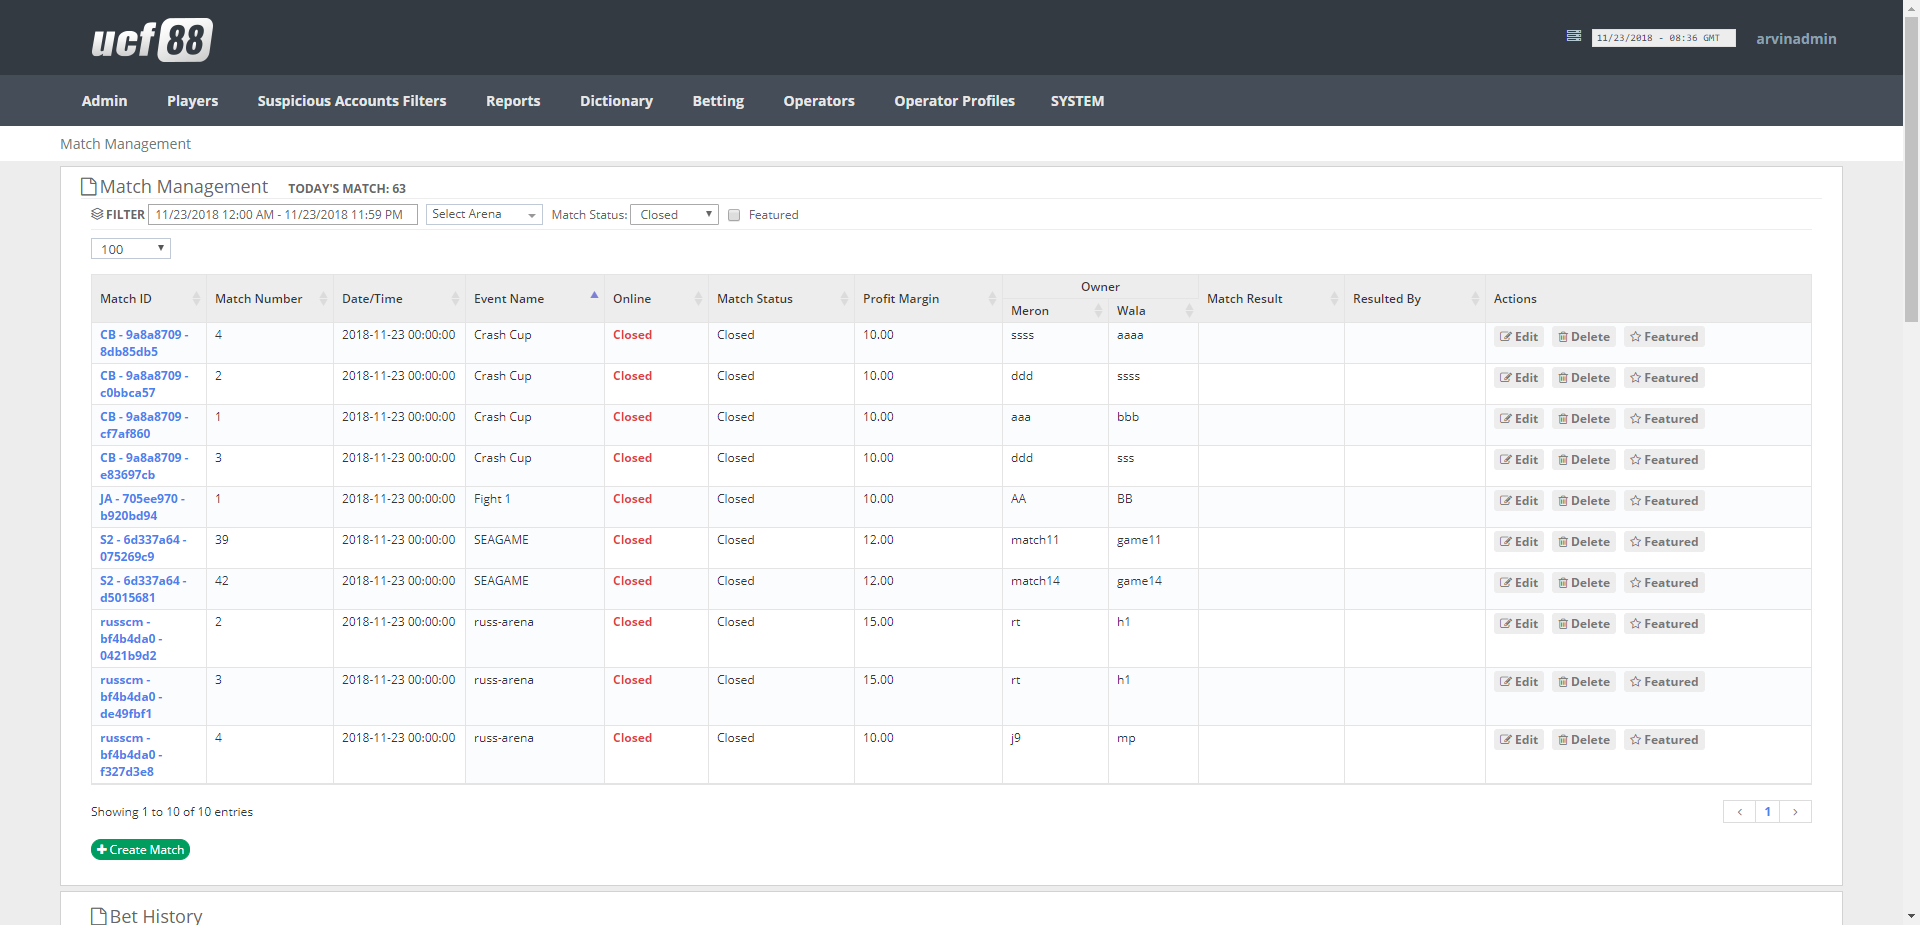 ucf 88
11/23/2018 - 08:36 GMT
arvinadmin
Admin Players Suspicious Accounts Filters Reports Dictionary Betting Operators Operator Profiles SYSTEM
Match Management
Match Management TODAY'S MATCH: 63
FILTER 11/23/2018 12:00 AM - 11/23/2018 11:59 PM Select Arena Match Status: Closed Featured
100
Owner
Match ID Match Number Date/Time Event Name Online Match Status Profit Margin Match Result Resulted By Actions
Meron Wala
CB - 9a8a8709 - 4 2018-11-23 00:00:00 Crash Cup Closed Closed 10.00 ssss aaaa Edit Delete Featured
8db85db5
CB - 9a8a8709 - 2 2018-11-23 00:00:00 Crash Cup Closed Closed 10.00 ddd ssss Edit Delete Featured
c0bbca57
CB - 9a8a8709 - 1 2018-11-23 00:00:00 Crash Cup Closed Closed 10.00 aaa bbb Edit Delete Featured
cf7af860
CB - 9a8a8709 - 3 2018-11-23 00:00:00 Crash Cup Closed Closed 10.00 ddd sss Edit Delete Featured
e83697cb
JA - 705ee970 - 1 2018-11-23 00:00:00 Fight 1 Closed Closed 10.00 AA BB Edit Delete Featured
b920bd94
S2 - 6d337a64 - 39 2018-11-23 00:00:00 SEAGAME Closed Closed 12.00 match11 game11 Edit Delete Featured
075269c9
S2 - 6d337a64 - 42 2018-11-23 00:00:00 SEAGAME Closed Closed 12.00 match14 game14 Edit Delete Featured
d5015681
russcm - 2 2018-11-23 00:00:00 russ-arena Closed Closed 15.00 rt h1 Edit Delete Featured
bf4b4da0 -
0421b9d2
russcm - 3 2018-11-23 00:00:00 russ-arena Closed Closed 15.00 rt h1 Edit Delete Featured
bf4b4da0 -
de49fbf1
russcm - 4 2018-11-23 00:00:00 russ-arena Closed Closed 10.00 j9 mp Edit Delete Featured
bf4b4da0 -
f327d3e8
Showing 1 to 10 of 10 entries
‹ 1 ›
Create Match
Bet History